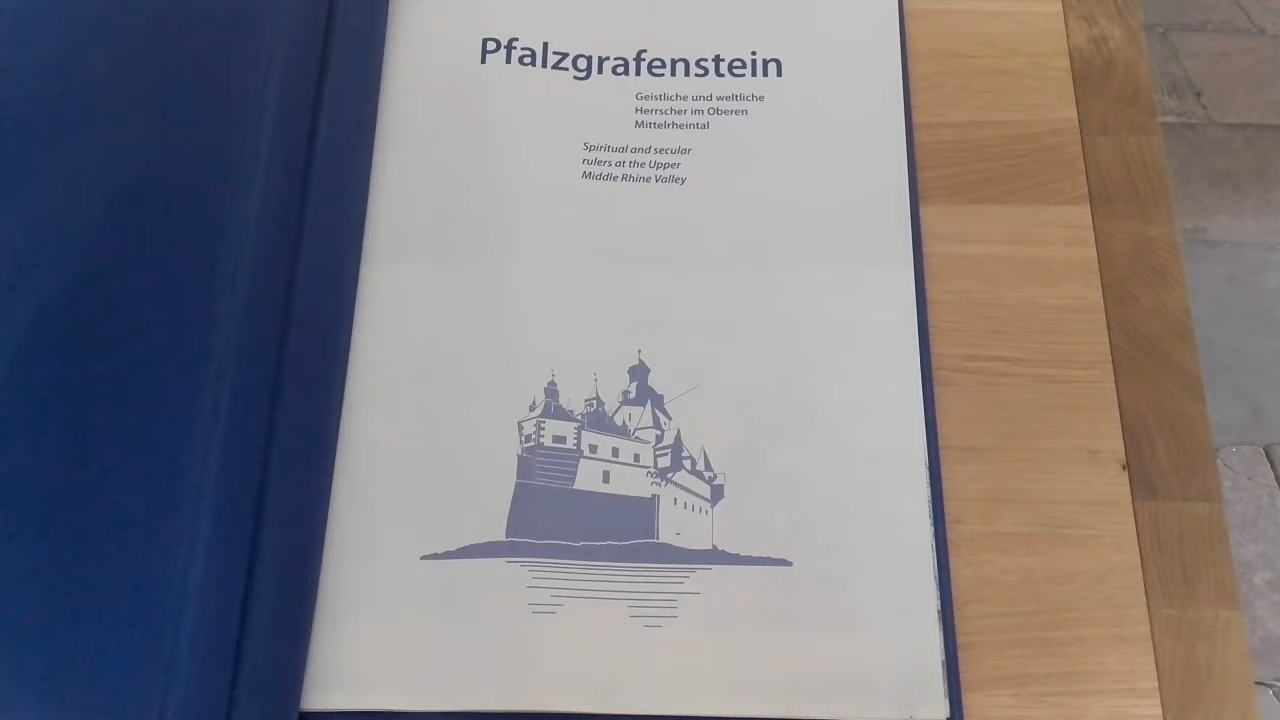 Pfalzgrafenstein
Geistliche und weltliche
Herrscher im Oberen
Mittelrheintal
Spiritual and secular
rulers at the Upper
Middle Rhine Valley